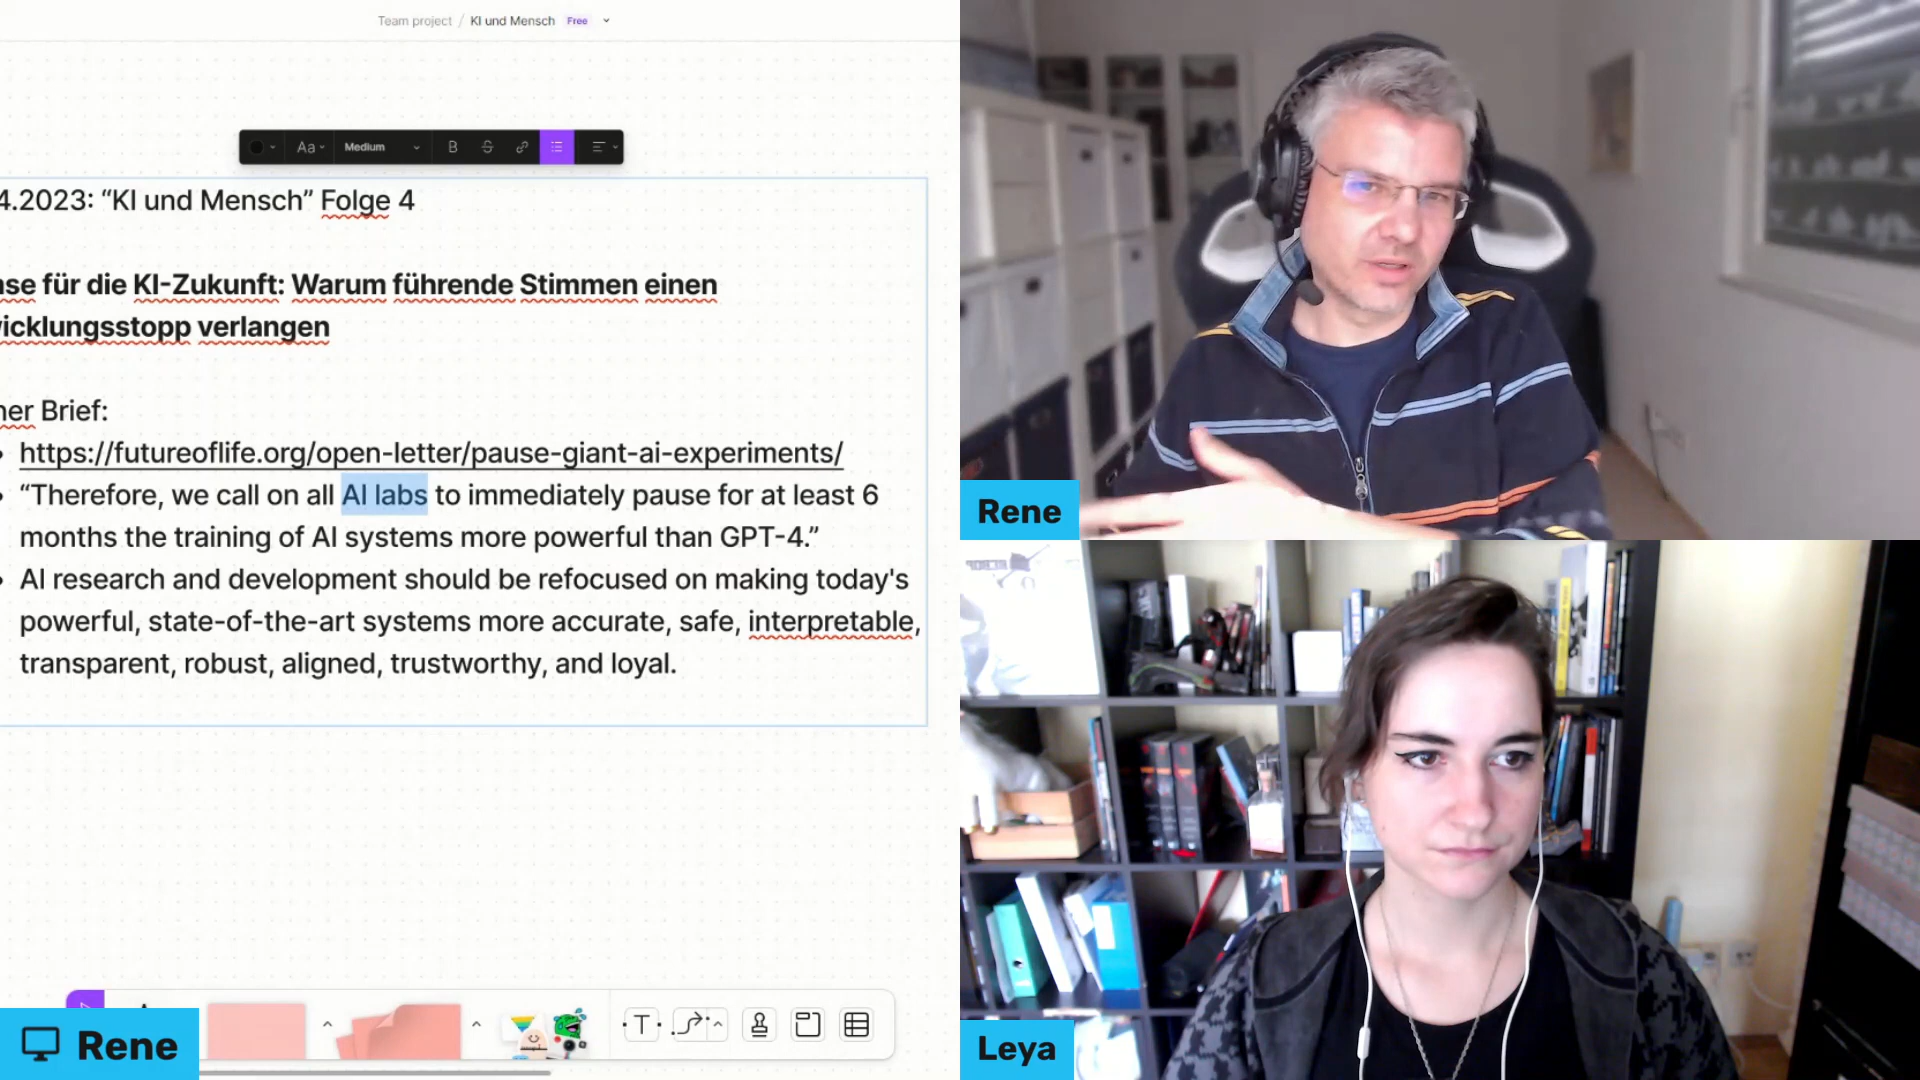 Team project / KI und Mensch Free
Aa Medium B S
4.2023: “KI und Mensch” Folge 4
se für die KI-Zukunft: Warum führende Stimmen einen
icklungsstopp verlangen
ner Brief:
https://futureoflife.org/open-letter/pause-giant-ai-experiments/
“Therefore, we call on all AI labs to immediately pause for at least 6
months the training of AI systems more powerful than GPT-4.”
AI research and development should be refocused on making today's
powerful, state-of-the-art systems more accurate, safe, interpretable,
transparent, robust, aligned, trustworthy, and loyal.
T
Rene
Rene
Leya